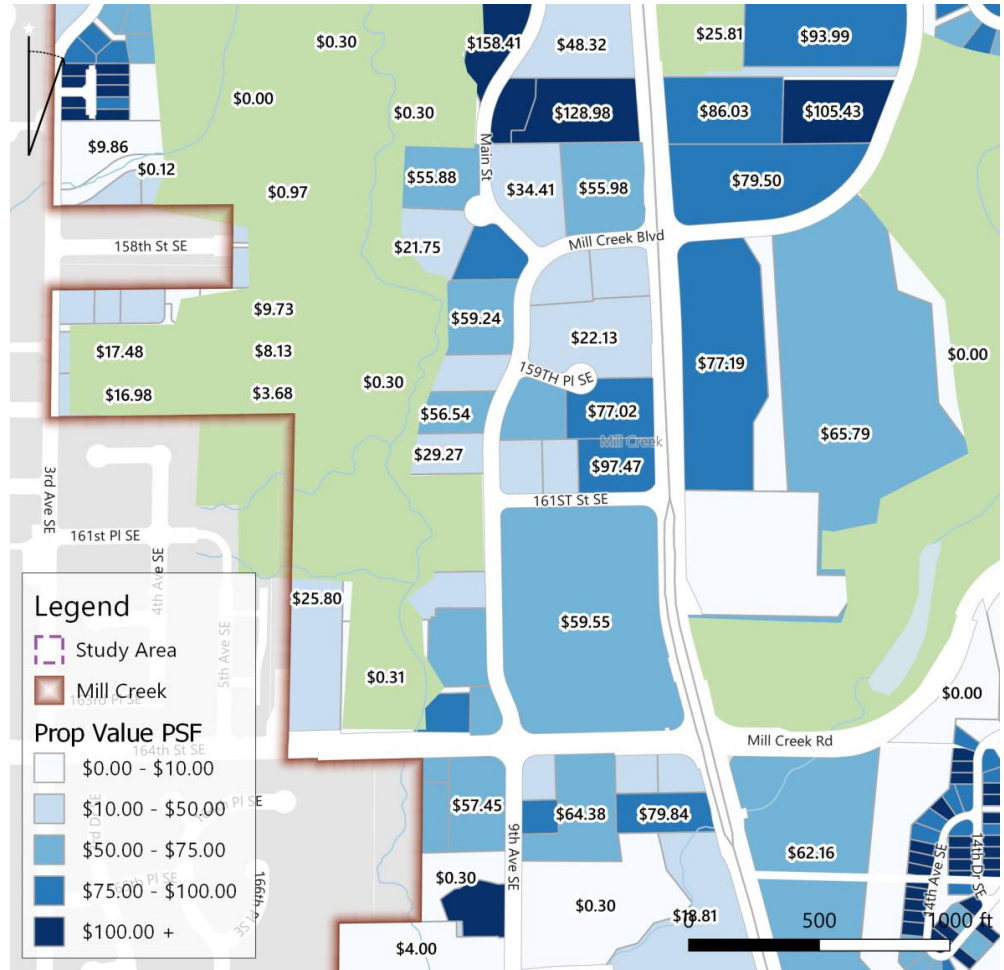 $0.30
$158.41
$48.32
$25.81
$93.99
$0.00
$0.30
$128.98
$86.03
$105.43
Main St
$9.86
$0.12
$0.97
$55.88
$34.41
$55.98
$79.50
158th St SE
$21.75
Mill Creek Blvd
$9.73
$59.24
$22.13
$77.19
$0.00
$17.48
$8.13
159TH Pl SE
$16.98
$3.68
$0.30
$56.54
$77.02
$65.79
Mill Creek
$29.27
$97.47
3rd Ave SE
161ST St SE
161st Pl SE
4th Ave SE
$25.80
$59.55
5th Ave SE
$0.31
$0.00
Legend
Study Area
Mill Creek
163rd Pl SE
Prop Value PSF
164th St SE
Mill Creek Rd
$0.00 - $10.00
$10.00 - $50.00
$50.00 - $75.00
$75.00 - $100.00
$100.00 +
Pl SE
166th Pl SE
$57.45
$64.38
$79.84
$62.16
9th Ave SE
14th Ave SE
14th Dr SE
$0.30
$0.30
$18.81
$4.00
0 500 1000 ft